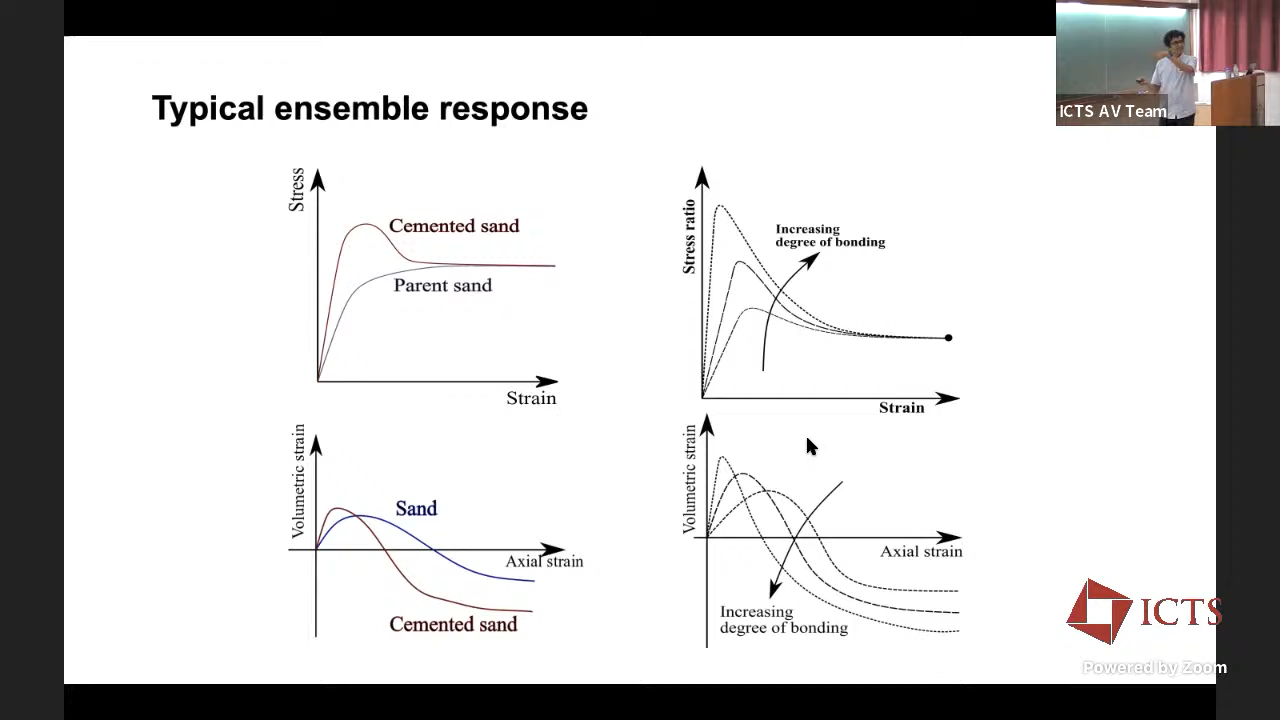 ICTS AV Team
Typical ensemble response
Stress
Cemented sand
Parent sand
Strain
Stress ratio
Increasing
degree of bonding
Strain
Volumetric strain
Sand
Axial strain
Cemented sand
Volumetric strain
Axial strain
Increasing
degree of bonding
ICTS
Powered by Zoom